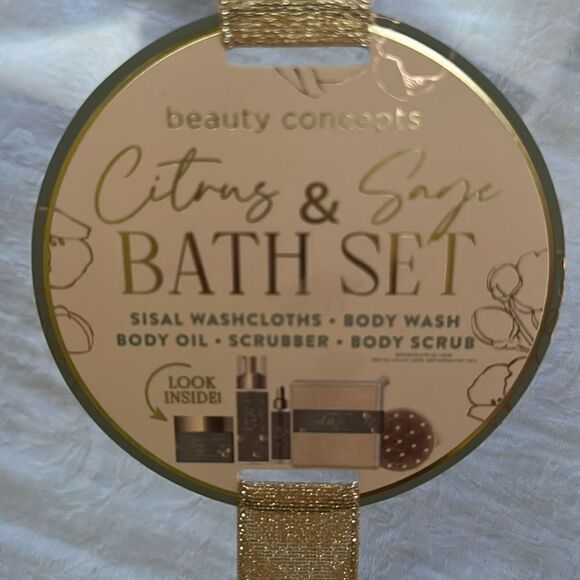 beauty concepts
Citrus & Sage
BATH SET
SISAL WASHCLOTHS • BODY WASH
BODY OIL • SCRUBBER • BODY SCRUB
LOOK
INSIDE!